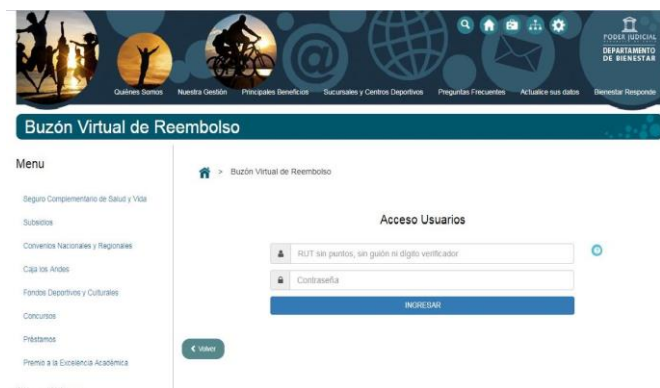 PODER JUDICIAL
DEPARTAMENTO
DE BIENESTAR
Quiénes Somos Nuestra Gestión Principales Beneficios Sucursales y Centros Deportivos Preguntas Frecuentes Actualice sus datos Bienestar Responde
Buzón Virtual de Reembolso
Menu
> Buzón Virtual de Reembolso
Seguro Complementario de Salud y Vida
Subsidios
Convenios Nacionales y Regionales
Caja los Andes
Fondos Deportivos y Culturales
Concursos
Préstamos
Premio a la Excelencia Académica
Acceso Usuarios
RUT sin puntos, sin guión ni dígito verificador
Contraseña
INGRESAR
Volver